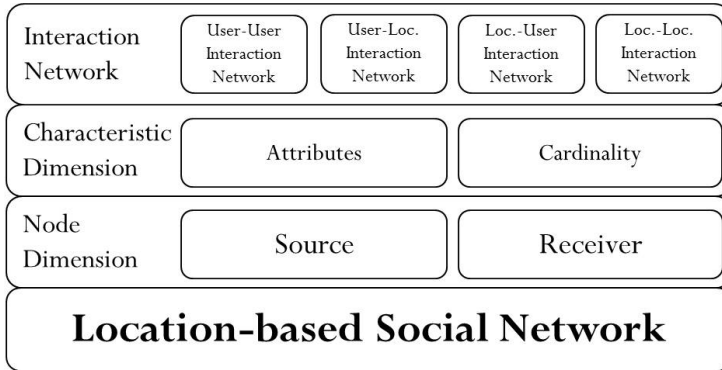 Interaction
Network
User-User
Interaction
Network
User-Loc.
Interaction
Network
Loc.-User
Interaction
Network
Loc.-Loc.
Interaction
Network
Characteristic
Dimension
Attributes
Cardinality
Node
Dimension
Source
Receiver
Location-based Social Network